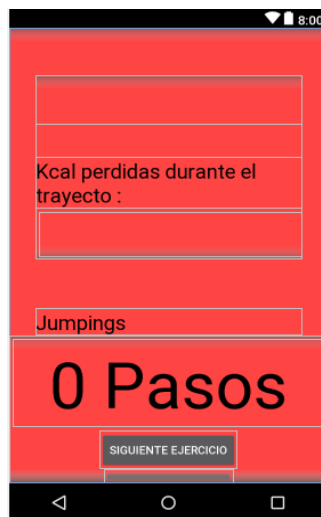 8:00
Kcal perdidas durante el
trayecto :
Jumpings
0 Pasos
SIGUIENTE EJERCICIO